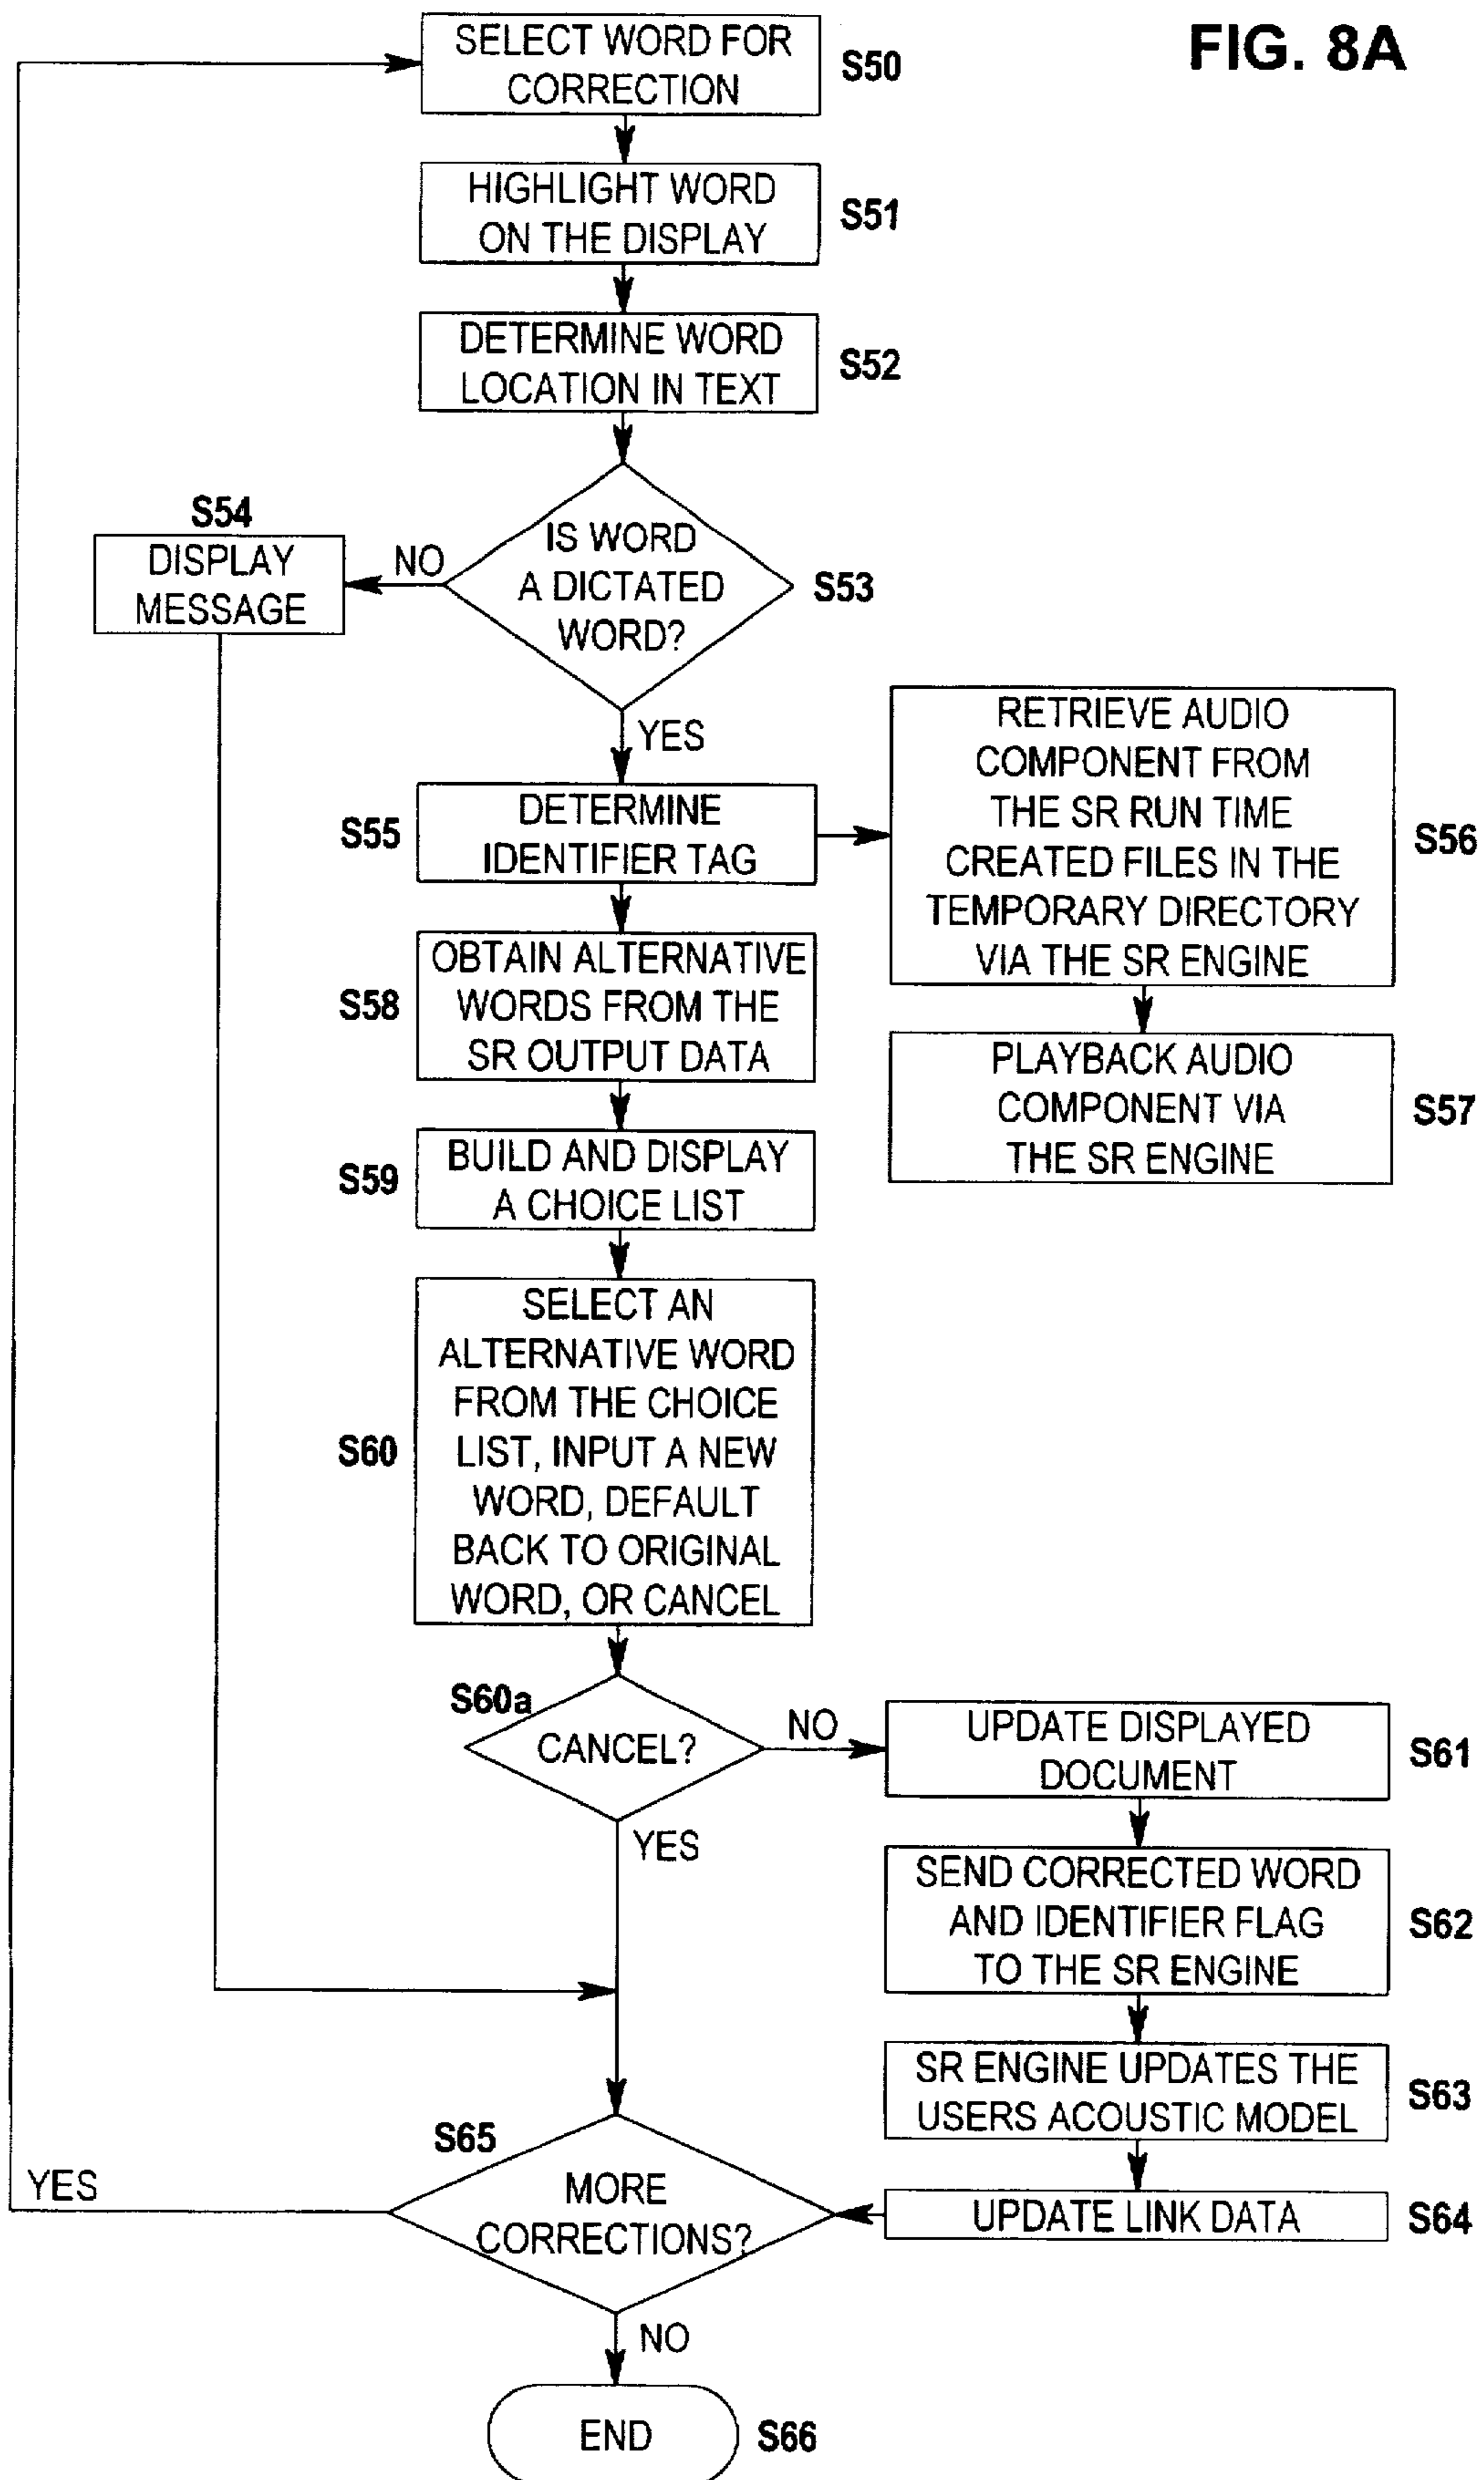 FIG. 8A
SELECT WORD FOR
CORRECTION
S50
HIGHLIGHT WORD
ON THE DISPLAY
S51
DETERMINE WORD
LOCATION IN TEXT
S52
IS WORD
A DICTATED
WORD?
S53
NO
S54
DISPLAY
MESSAGE
YES
S55
DETERMINE
IDENTIFIER TAG
RETRIEVE AUDIO
COMPONENT FROM
THE SR RUN TIME
CREATED FILES IN THE
TEMPORARY DIRECTORY
VIA THE SR ENGINE
S56
PLAYBACK AUDIO
COMPONENT VIA
THE SR ENGINE
S57
S58
OBTAIN ALTERNATIVE
WORDS FROM THE
SR OUTPUT DATA
S59
BUILD AND DISPLAY
A CHOICE LIST
S60
SELECT AN
ALTERNATIVE WORD
FROM THE CHOICE
LIST, INPUT A NEW
WORD, DEFAULT
BACK TO ORIGINAL
WORD, OR CANCEL
S60a
CANCEL?
NO
UPDATE DISPLAYED
DOCUMENT
S61
YES
SEND CORRECTED WORD
AND IDENTIFIER FLAG
TO THE SR ENGINE
S62
SR ENGINE UPDATES THE
USERS ACOUSTIC MODEL
S63
UPDATE LINK DATA
S64
S65
MORE
CORRECTIONS?
YES
NO
END
S66